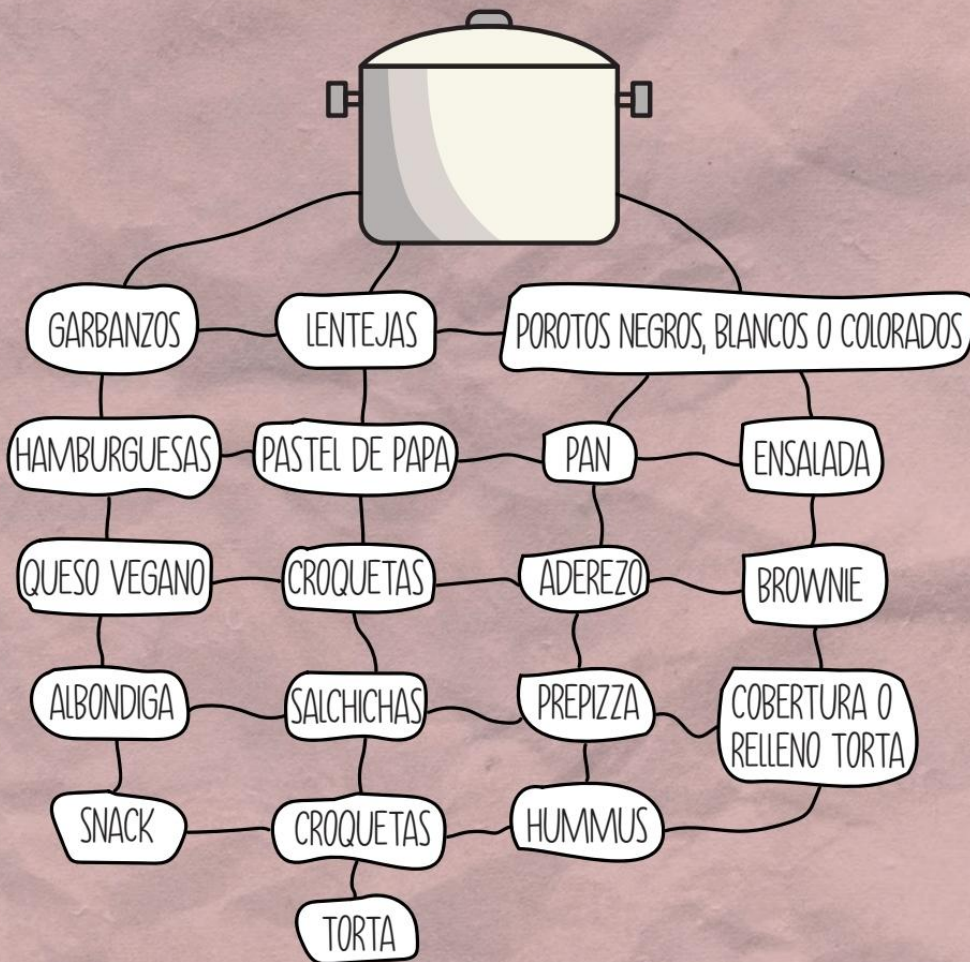 GARBANZOS
LENTEJAS
POROTOS NEGROS, BLANCOS O COLORADOS
HAMBURGUESAS
PASTEL DE PAPA
PAN
ENSALADA
QUESO VEGANO
CROQUETAS
ADEREZO
BROWNIE
ALBONDIGA
SALCHICHAS
PREPIZZA
COBERTURA O
RELLENO TORTA
SNACK
CROQUETAS
HUMMUS
TORTA